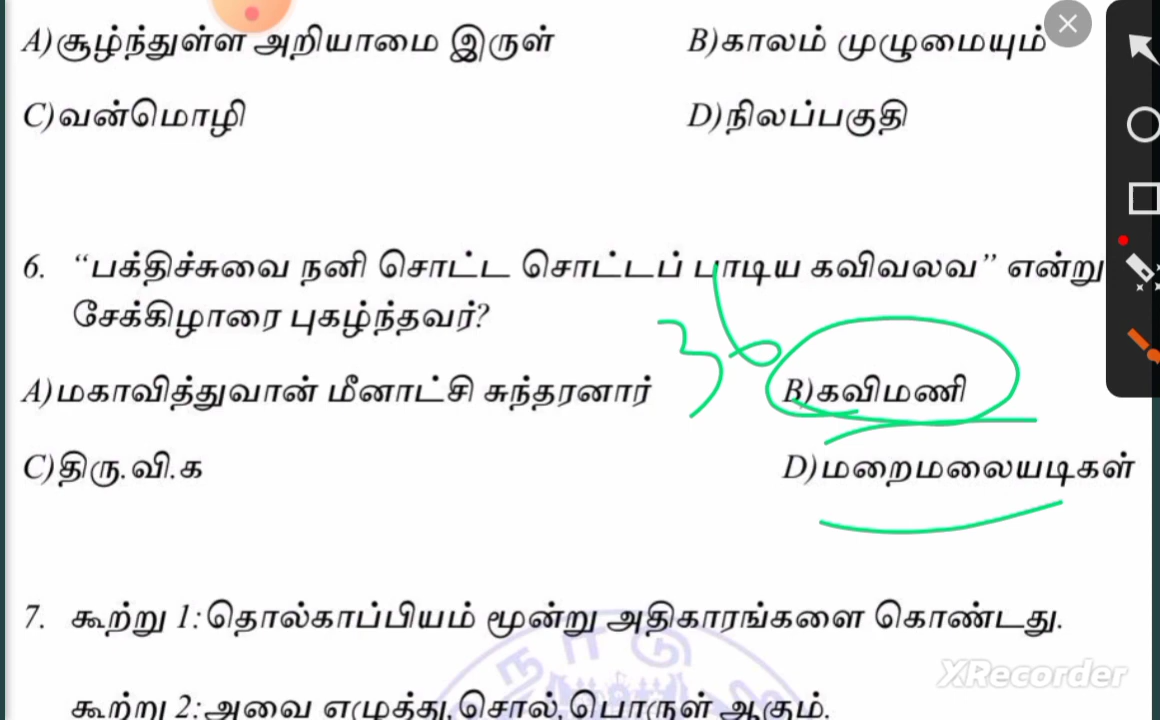 A)சூழ்ந்துள்ள அறியாமை இருள் B)காலம் முழுமையும்
C)வன்மொழி D)நிலப்பகுதி
6. “பக்திச்சுவை நனி சொட்ட சொட்டப் பாடிய கவிவலவ” என்று
சேக்கிழாரை புகழ்ந்தவர்?
36
A)மகாவித்துவான் மீனாட்சி சுந்தரனார் B)கவிமணி
C)திரு.வி.க D)மறைமலையடிகள்
7. கூற்று 1:தொல்காப்பியம் மூன்று அதிகாரங்களை கொண்டது.
நாடு
XRecorder
கூற்று 2:அவை எழுத்து,சொல்,பொருள் ஆகும்.